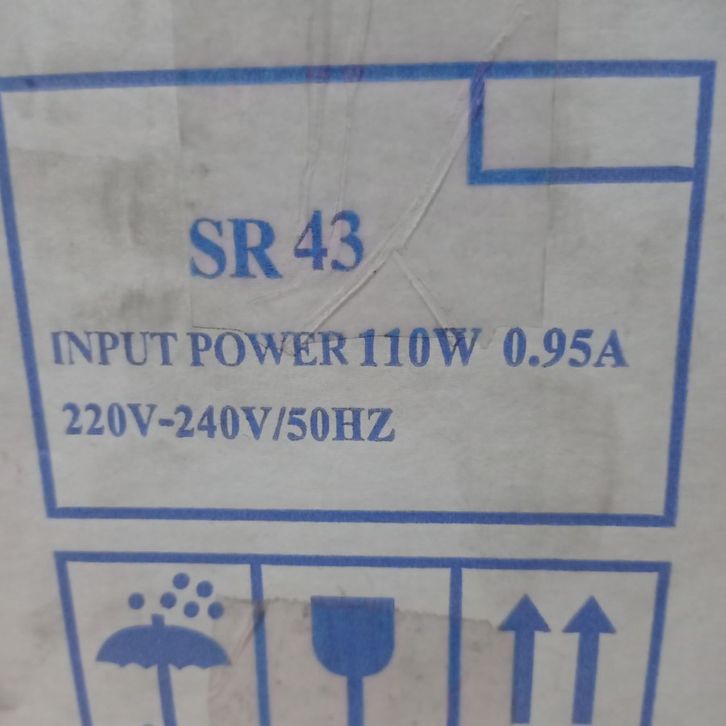 SR 43
INPUT POWER 110W 0.95A
220V-240V/50HZ